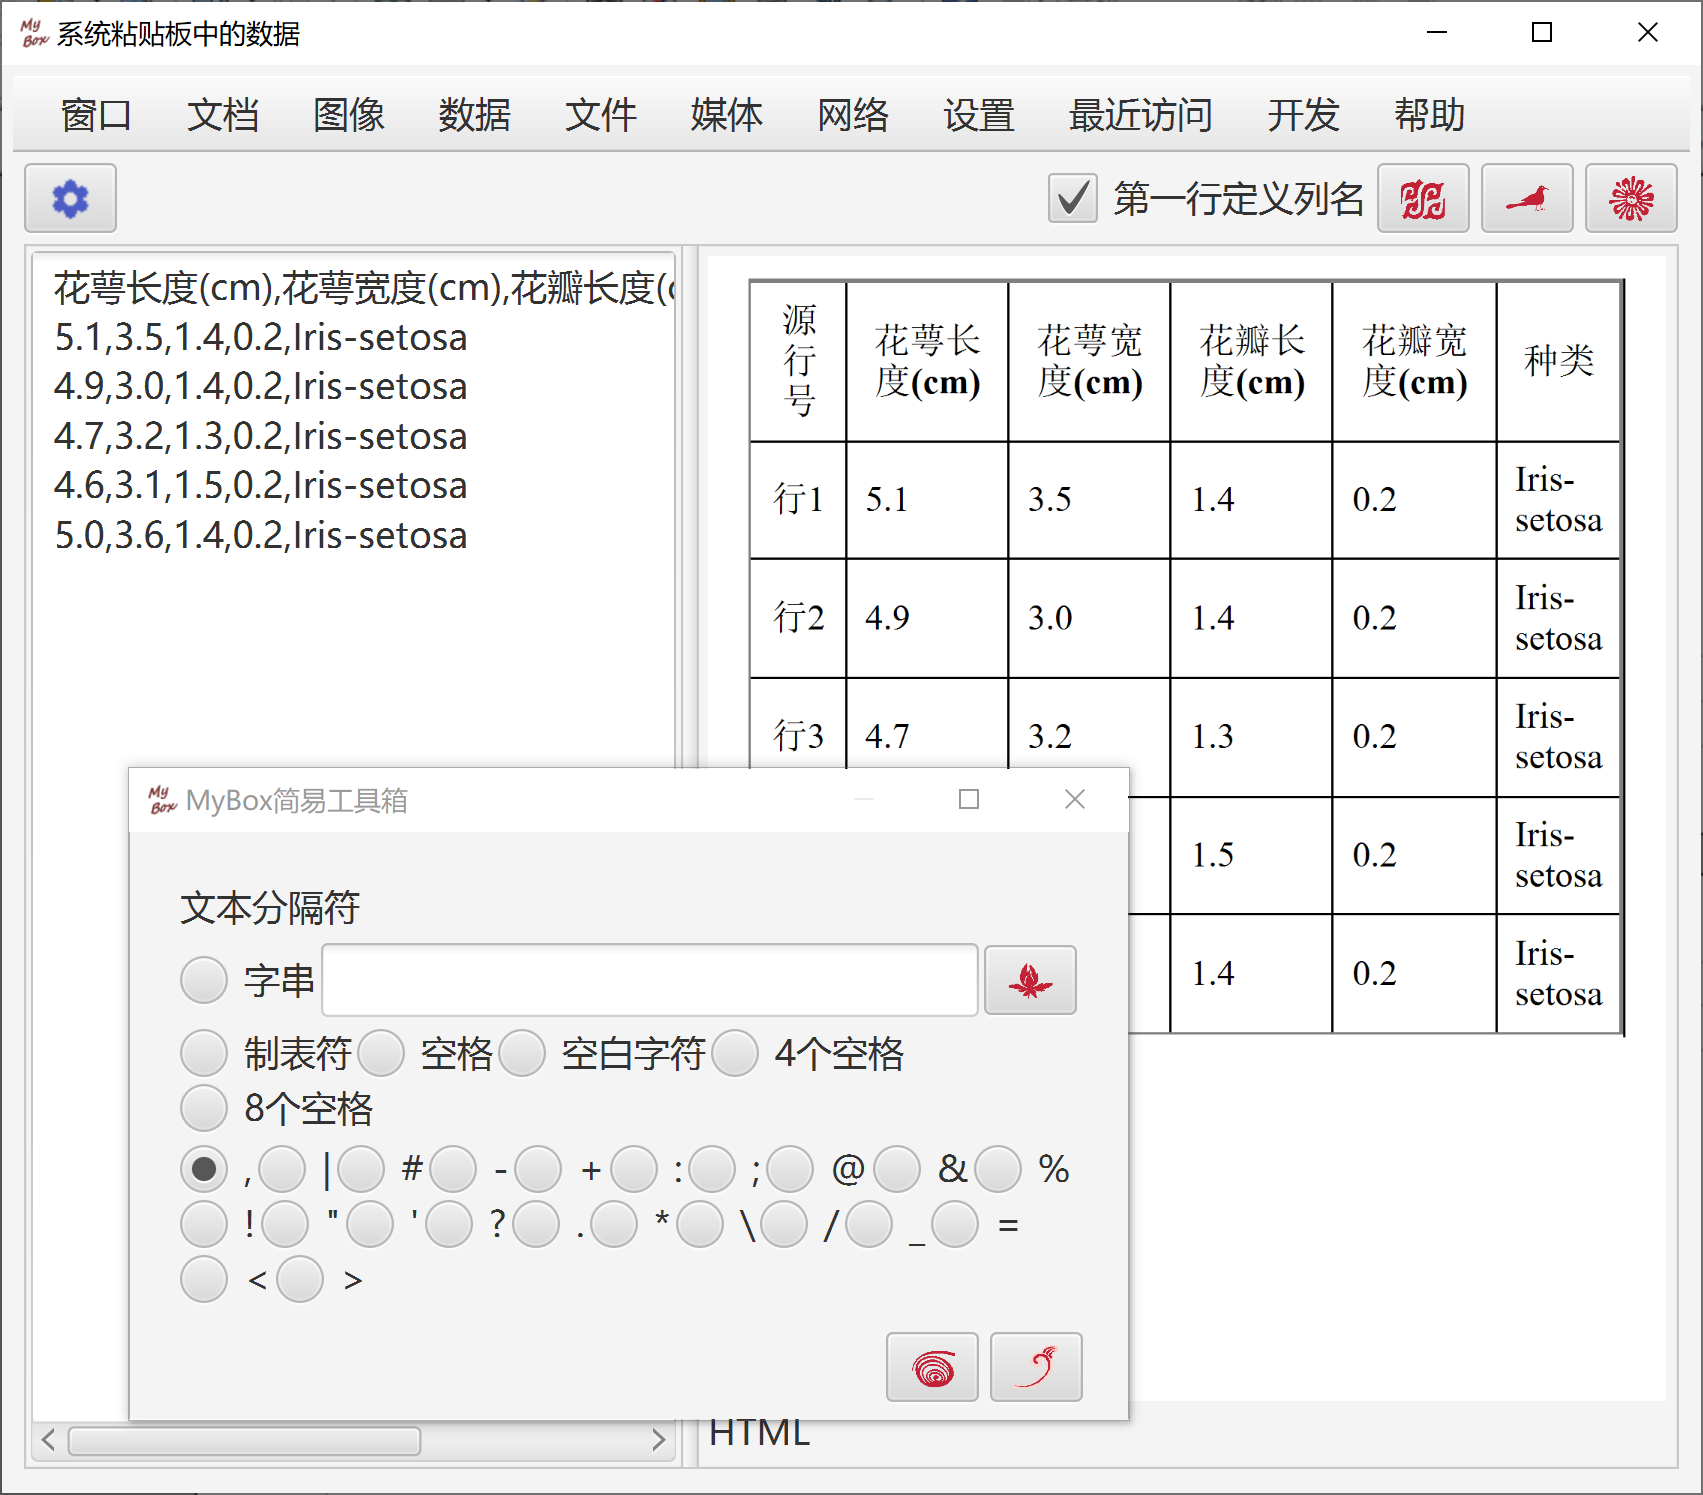 My Box 系统粘贴板中的数据
窗口 文档 图像 数据 文件 媒体 网络 设置 最近访问 开发 帮助
第一行定义列名
花萼长度(cm),花萼宽度(cm),花瓣长度(
5.1,3.5,1.4,0.2,Iris-setosa
4.9,3.0,1.4,0.2,Iris-setosa
4.7,3.2,1.3,0.2,Iris-setosa
4.6,3.1,1.5,0.2,Iris-setosa
5.0,3.6,1.4,0.2,Iris-setosa
源行号 花萼长度(cm) 花萼宽度(cm) 花瓣长度(cm) 花瓣宽度(cm) 种类
行1 5.1 3.5 1.4 0.2 Iris-setosa
行2 4.9 3.0 1.4 0.2 Iris-setosa
行3 4.7 3.2 1.3 0.2 Iris-setosa
1.5 0.2 Iris-setosa
1.4 0.2 Iris-setosa
My Box MyBox简易工具箱
文本分隔符
字串
制表符 空格 空白字符 4个空格
8个空格
, | # - + : ; @ & %
! " ' ? . * \ / _ =
< >
HTML